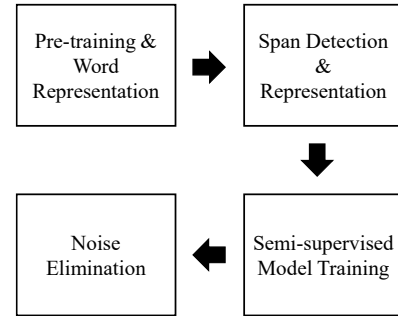 Pre-training &
Word
Representation
Span Detection
&
Representation
Semi-supervised
Model Training
Noise
Elimination